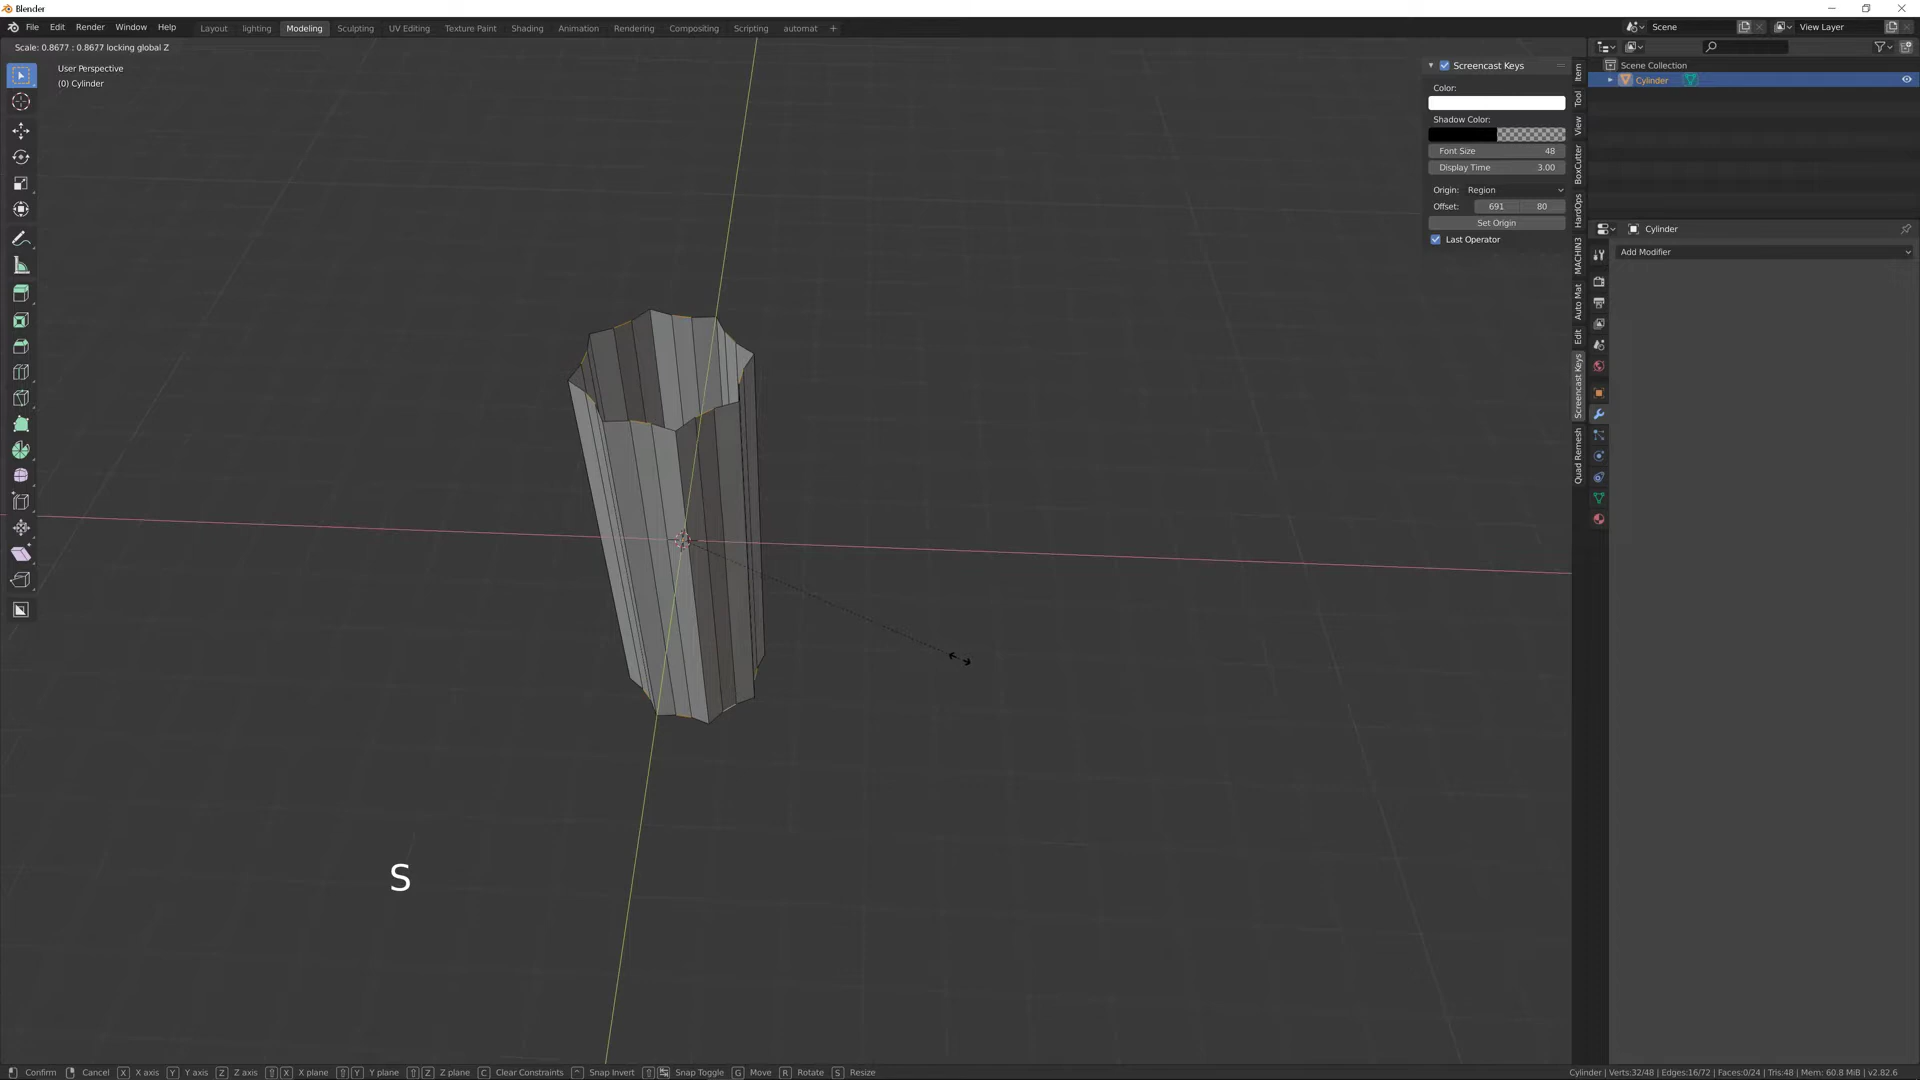 Blender
File Edit Render Window Help Layout lighting Modeling Sculpting UV Editing Texture Paint Animation Rendering Compositing Scripting automat + Scene View Layer
Scale: 0.8677 : 0.8677 locking global Z
User Perspective
(0) Cylinder
Screencast Keys
Color:
Shadow Color:
Font Size 48
Display Time 3.00
Origin: Region
Offset: 691 80
Set Origin
Last Operator
Item
Tool
View
BoxCutter
HardOps
MACHIN3
Auto Mat
Edit
Screencast Keys
Quad Remesh
Scene Collection
Cylinder
Cylinder
Add Modifier
S
Confirm Cancel X X axis Y Y axis Z Z axis X X plane Y Y plane Z Z plane C Clear Constraints Snap Invert Snap Toggle G Move R Rotate S Resize
Cylinder | Verts:32/48 | Edges:16/72 | Faces:0/24 | Tris:48 | Mem: 60.8 MiB | v2.82.6